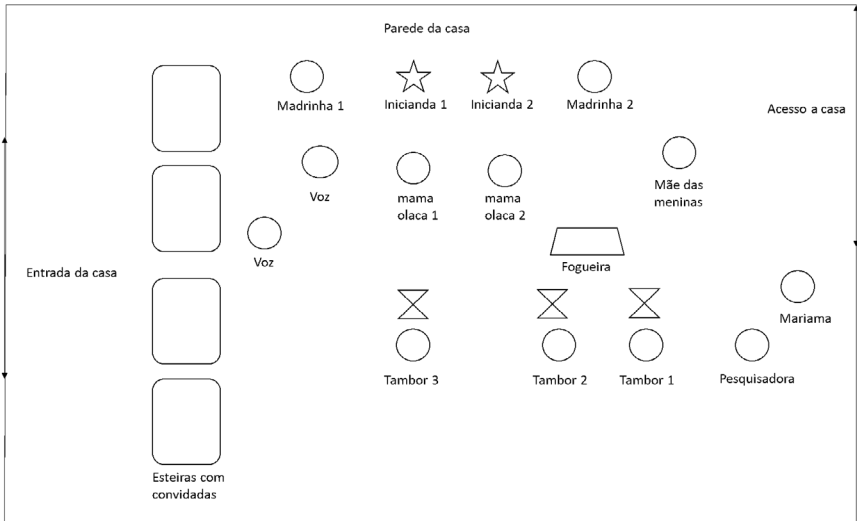 Parede da casa
Madrinha 1
Inicianda 1
Inicianda 2
Madrinha 2
Acesso a casa
Voz
mama
olaca 1
mama
olaca 2
Mãe das
meninas
Voz
Entrada da casa
Fogueira
Mariama
Tambor 3
Tambor 2
Tambor 1
Pesquisadora
Esteiras com
convidadas